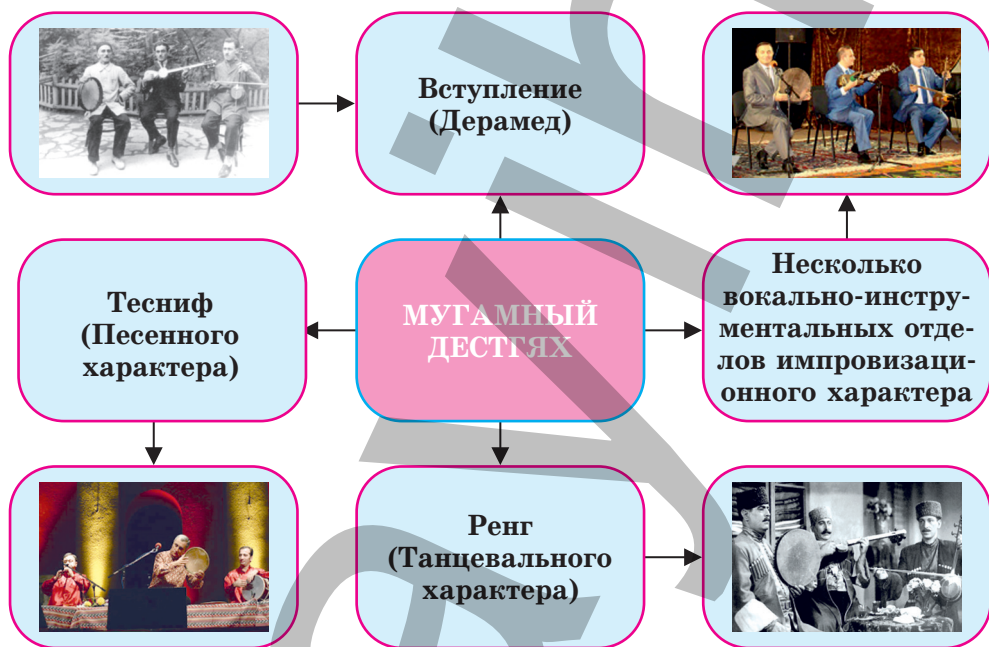 Вступление
(Дерамед)
Тесниф
(Песенного
характера)
МУГАМНЫЙ
ДЕСТГЯХ
Несколько
вокально-инстру-
ментальных отде-
лов импровизаци-
онного характера
Ренг
(Танцевального
характера)